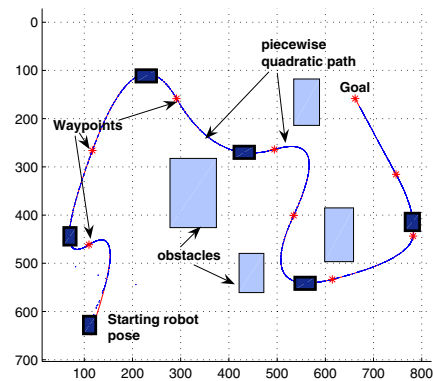 0
100
200
300
400
500
600
700
100 200 300 400 500 600 700 800
piecewise
quadratic path
Goal
Waypoints
obstacles
Starting robot
pose